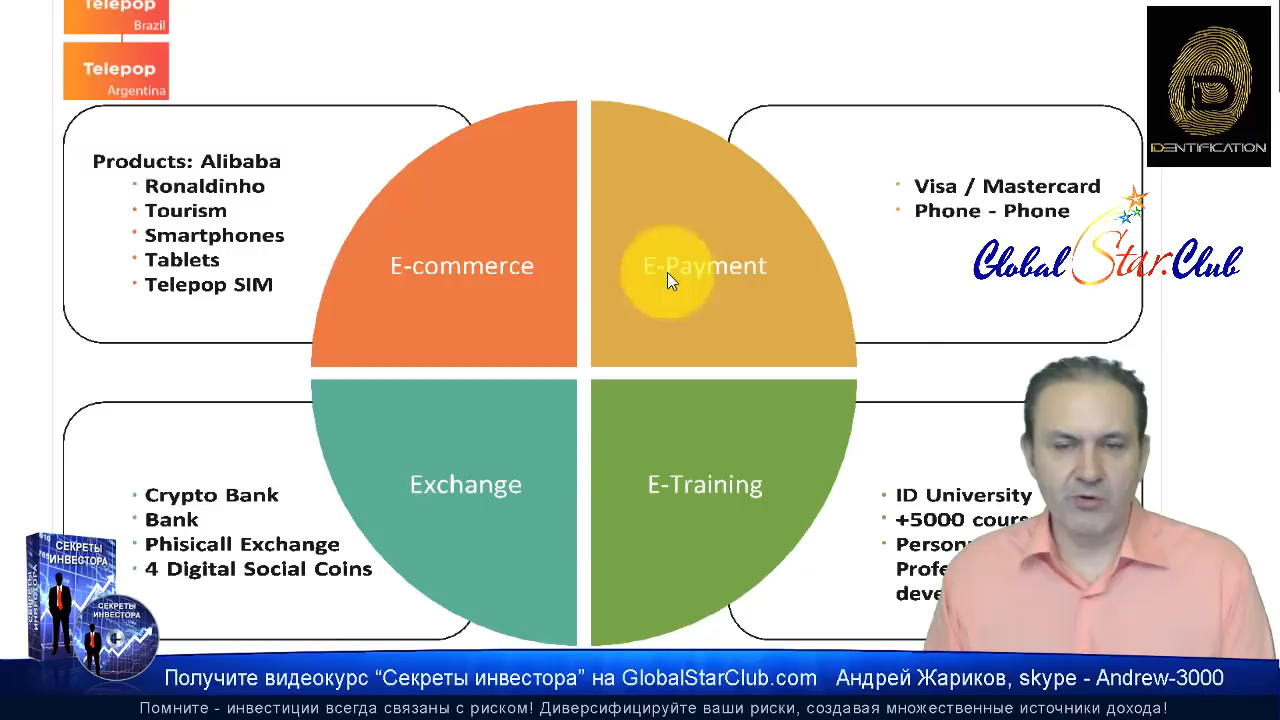 Telepop
Brazil
Telepop
Argentina
IDENTIFICATION
Products: Alibaba
Ronaldinho
Tourism
Smartphones
Tablets
Telepop SIM
E-commerce
E-Payment
Visa / Mastercard
Phone - Phone
Global Star.Club
Exchange
E-Training
Crypto Bank
Bank
Phisicall Exchange
4 Digital Social Coins
ID University
+5000
СЕКРЕТЫ
ИНВЕСТОРА
СЕКРЕТЫ
ИНВЕСТОРА
Получите видеокурс “Секреты инвестора” на GlobalStarClub.com Андрей Жариков, skype - Andrew-3000
Помните - инвестиции всегда связаны с риском! Диверсифицируйте ваши риски, создавая множественные источники дохода!